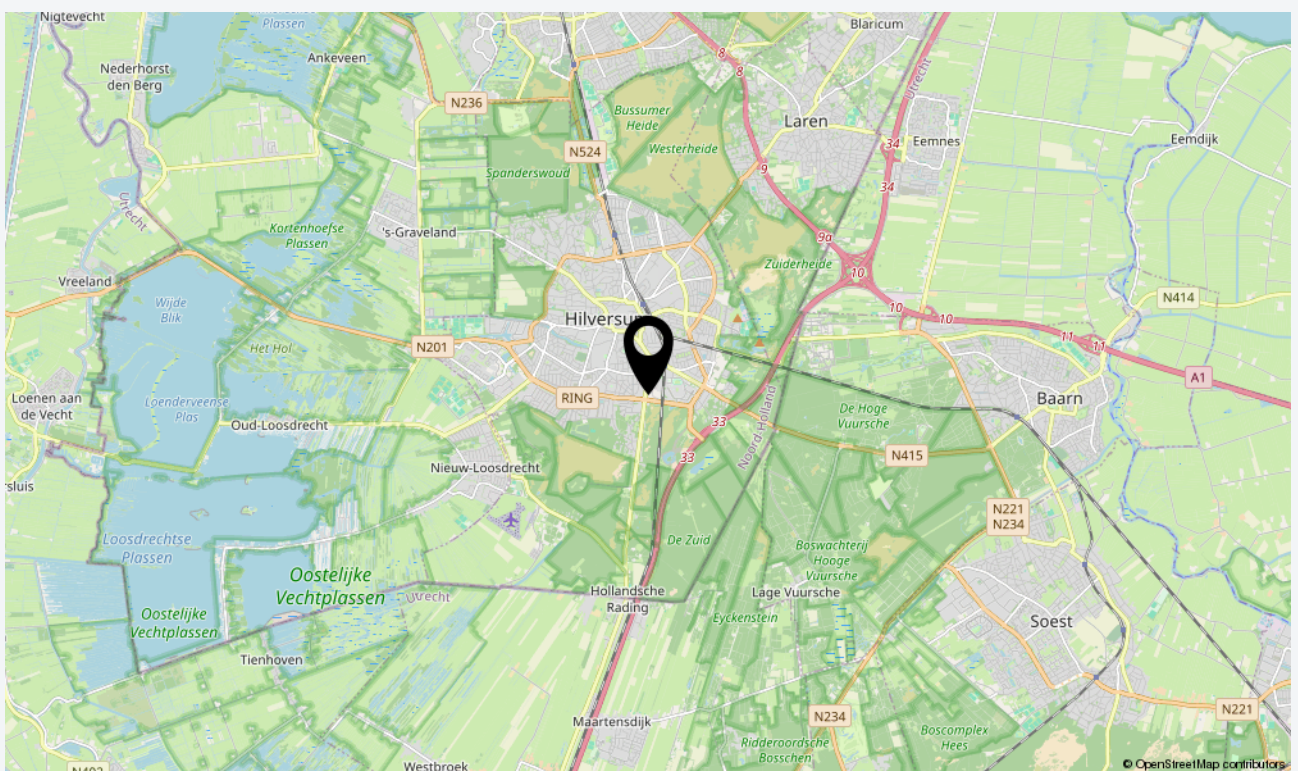 Nigtevecht
Plassen
Blaricum
Ankeveen
Nederhorst
den Berg
8
8
Utrecht
N236
Bussumer
Heide
Laren
34
Eemnes
Eemdijk
N524
Westerheide
9
Spanderswoud
34
Utrecht
Kortenhoefse
Plassen
's-Graveland
9a
Zuiderheide
10
Vreeland
Wijde
Blik
N414
10
10
Hilversum
11
11
N201
Het Hol
A1
Loenen aan
de Vecht
Loenderveense
Plas
RING
Baarn
De Hoge
Vuursche
Oud-Loosdrecht
33
Noord-Holland
N415
33
Nieuw-Loosdrecht
rsluis
N221
N234
Loosdrechtse
Plassen
De Zuid
Boswachterij
Hooge
Vuursche
Oostelijke
Vechtplassen
Utrecht
Hollandsche
Rading
Lage Vuursche
Oostelijke
Vechtplassen
Eyckenstein
Soest
Tienhoven
Maartensdijk
N234
N221
Boscomplex
Hees
Ridderoordsche
Bosschen
Westbroek
N402
© OpenStreetMap contributors